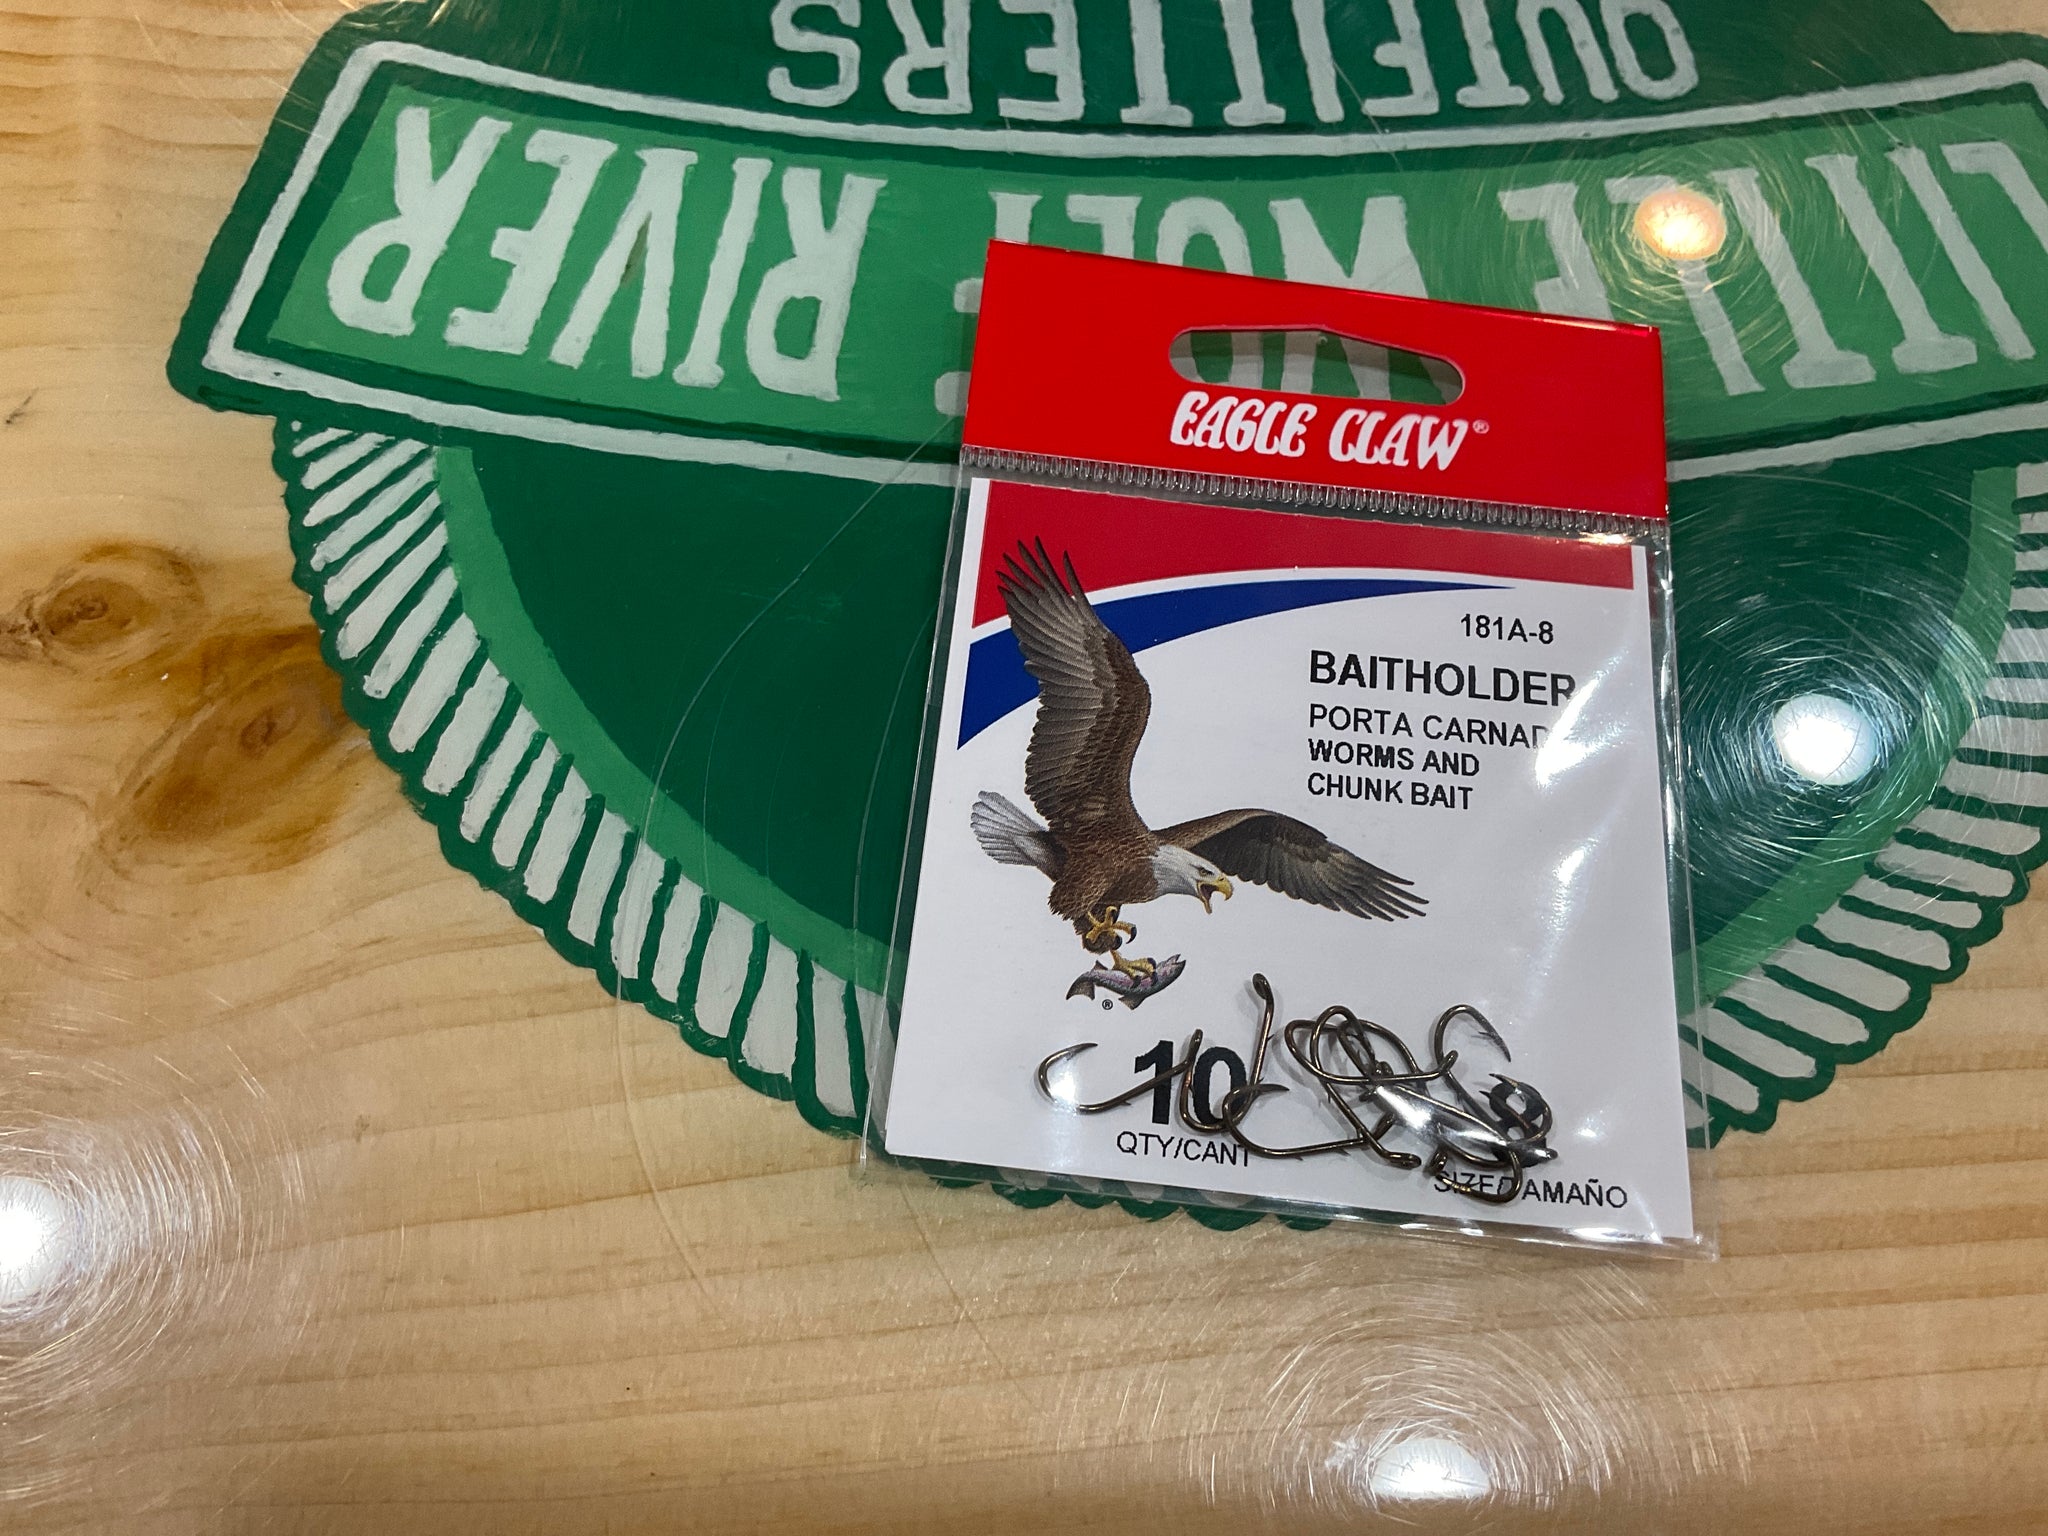 OUTFITTERS
LITTLE WOLF RIVER
EAGLE CLAW®
181A-8
BAITHOLDER
PORTA CARNAD
WORMS AND
CHUNK BAIT
®
10
QTY/CANT
8
SIZE/TAMAÑO